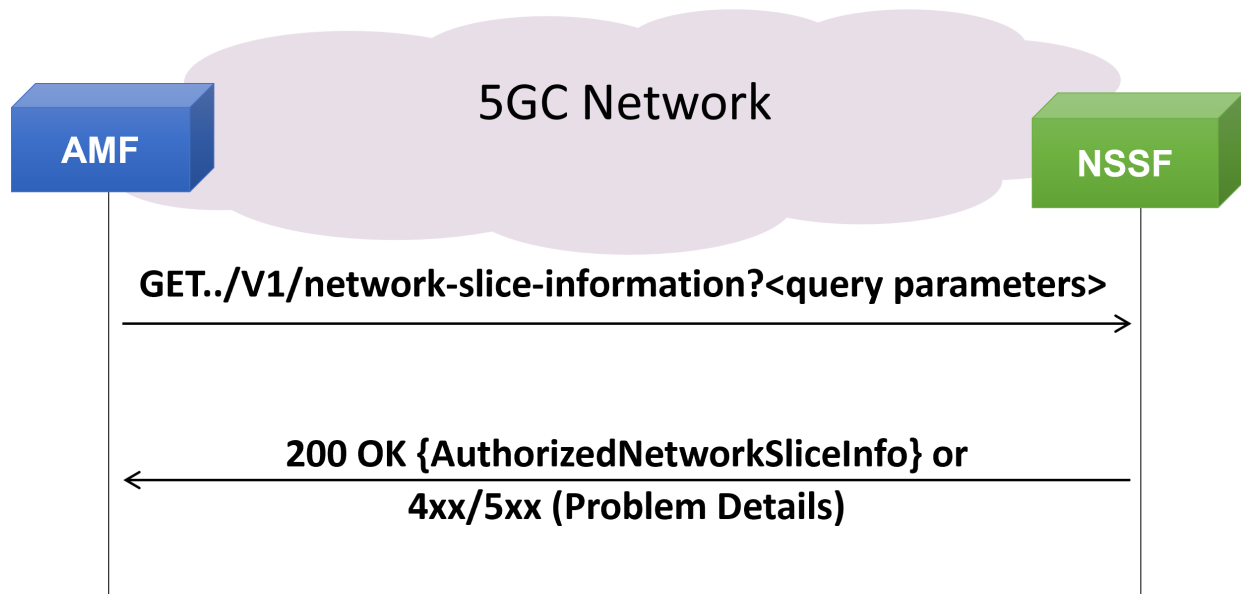 5GC Network
AMF
NSSF
GET../V1/network-slice-information?<query parameters>
200 OK {AuthorizedNetworkSliceInfo} or
4xx/5xx (Problem Details)